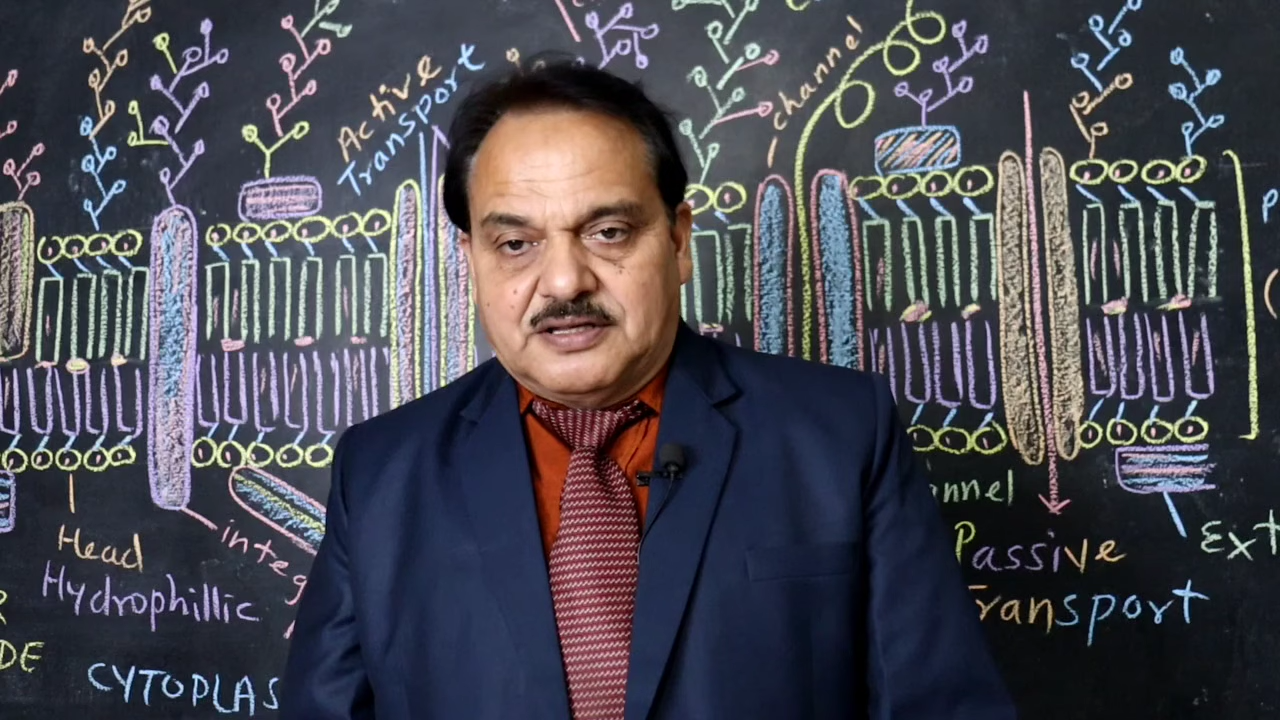 Active
Transport
channel
Head
Hydrophillic
integ
CYTOPLAS
DE
nnel
Passive
Transport
Ext
P